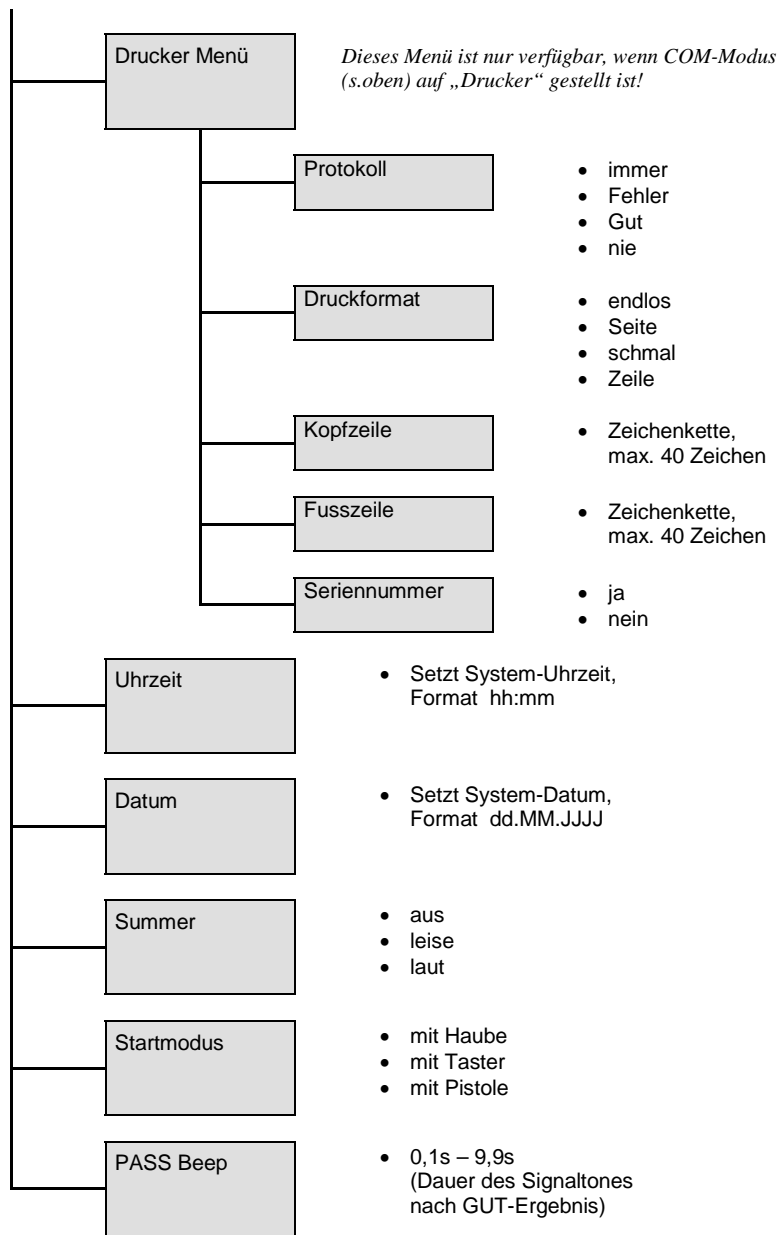 Drucker Menü
Dieses Menü ist nur verfügbar, wenn COM-Modus
(s.oben) auf „Drucker“ gestellt ist!
Protokoll
• immer
• Fehler
• Gut
• nie
Druckformat
• endlos
• Seite
• schmal
• Zeile
Kopfzeile
• Zeichenkette,
max. 40 Zeichen
Fusszeile
• Zeichenkette,
max. 40 Zeichen
Seriennummer
• ja
• nein
Uhrzeit
• Setzt System-Uhrzeit,
Format hh:mm
Datum
• Setzt System-Datum,
Format dd.MM.JJJJ
Summer
• aus
• leise
• laut
Startmodus
• mit Haube
• mit Taster
• mit Pistole
PASS Beep
• 0,1s – 9,9s
(Dauer des Signaltones
nach GUT-Ergebnis)